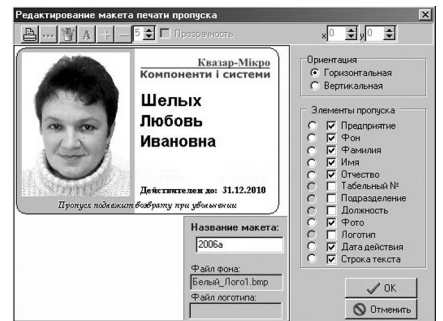 Редактирование макета печати пропуска
... A + − 5 Прозрачность x 0 y 0
Квазар-Мікро
Компоненти і системи
Шелых
Любовь
Ивановна
Действителен до: 31.12.2010
Пропуск подлежит возврату при увольнении
Название макета:
2006a
Файл фона:
Белый_Лого1.bmp
Файл логотипа:
Ориентация
Горизонтальная
Вертикальная
Элементы пропуска
Предприятие
Фон
Фамилия
Имя
Отчество
Табельный №
Подразделение
Должность
Фото
Логотип
Дата действия
Строка текста
OK
Отменить